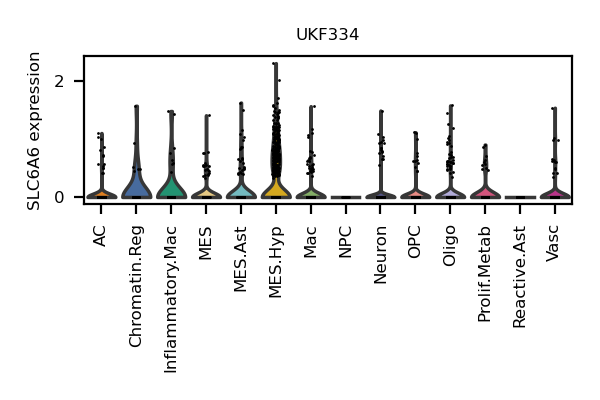 UKF334
SLC6A6 expression
2
0
AC
Chromatin.Reg
Inflammatory.Mac
MES
MES.Ast
MES.Hyp
Mac
NPC
Neuron
OPC
Oligo
Prolif.Metab
Reactive.Ast
Vasc